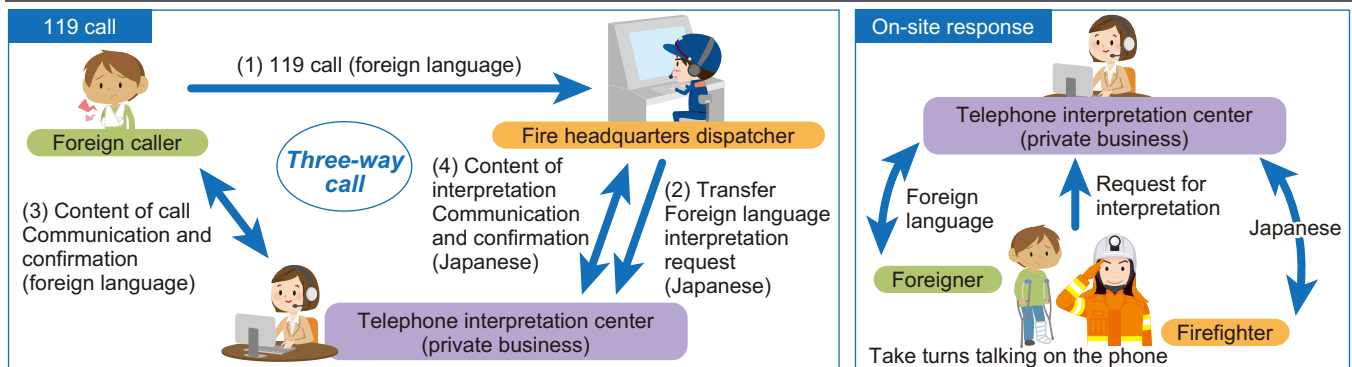 119 call
(1) 119 call (foreign language)
Foreign caller
Fire headquarters dispatcher
Three-way
call
(4) Content of
interpretation
Communication
and confirmation
(Japanese)
(2) Transfer
Foreign language
interpretation
request
(Japanese)
(3) Content of call
Communication and
confirmation
(foreign language)
Telephone interpretation center
(private business)
On-site response
Telephone interpretation center
(private business)
Foreign
language
Request for
interpretation
Japanese
Foreigner
Firefighter
Take turns talking on the phone